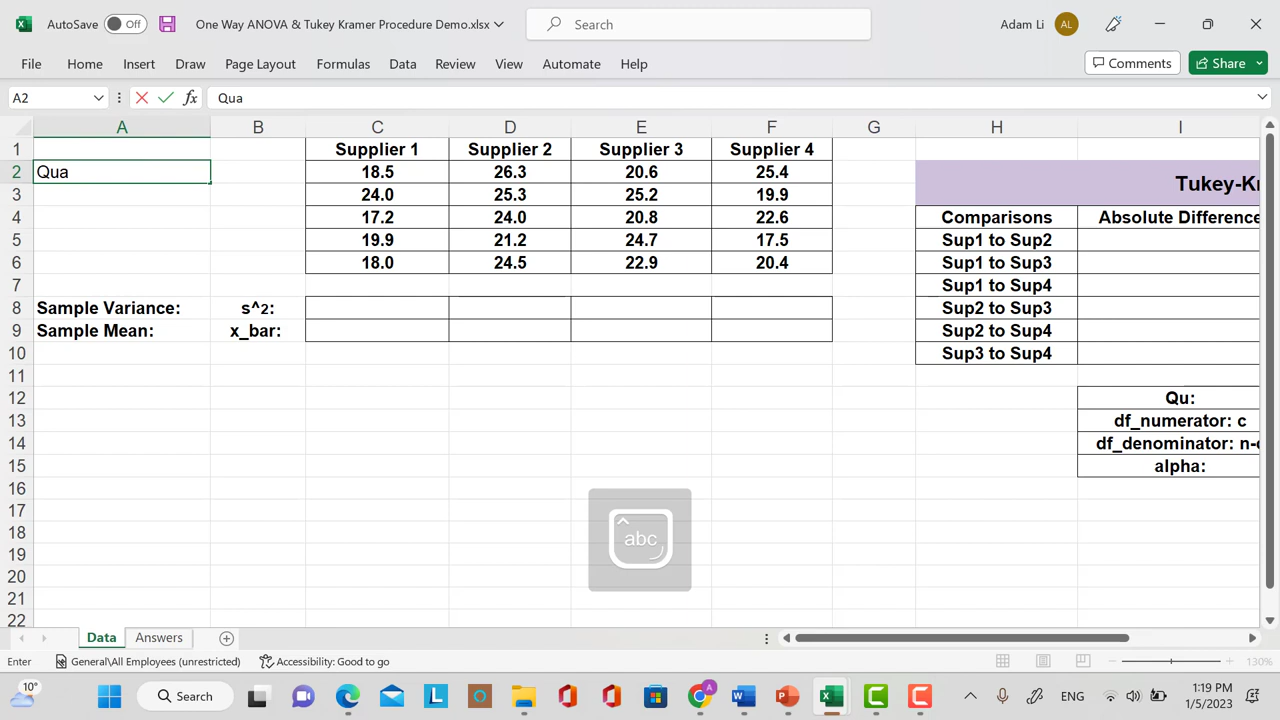 AutoSave Off One Way ANOVA & Tukey Kramer Procedure Demo.xlsx Search Adam Li AL
File Home Insert Draw Page Layout Formulas Data Review View Automate Help Comments Share
A2 fx Qua
A B C D E F G H I
1 Supplier 1 Supplier 2 Supplier 3 Supplier 4
2 Qua 18.5 26.3 20.6 25.4 Tukey-Kr
3 24.0 25.3 25.2 19.9
4 17.2 24.0 20.8 22.6 Comparisons Absolute Difference
5 19.9 21.2 24.7 17.5 Sup1 to Sup2
6 18.0 24.5 22.9 20.4 Sup1 to Sup3
7 Sup1 to Sup4
8 Sample Variance: s^2: Sup2 to Sup3
9 Sample Mean: x_bar: Sup2 to Sup4
10 Sup3 to Sup4
11
12 Qu:
13 df_numerator: c
14 df_denominator: n-c
15 alpha:
16
17
18
19
20
21
22
abc
Data Answers
Enter General\All Employees (unrestricted) Accessibility: Good to go 130%
10° Search L A W P X C C ENG 1:19 PM
1/5/2023